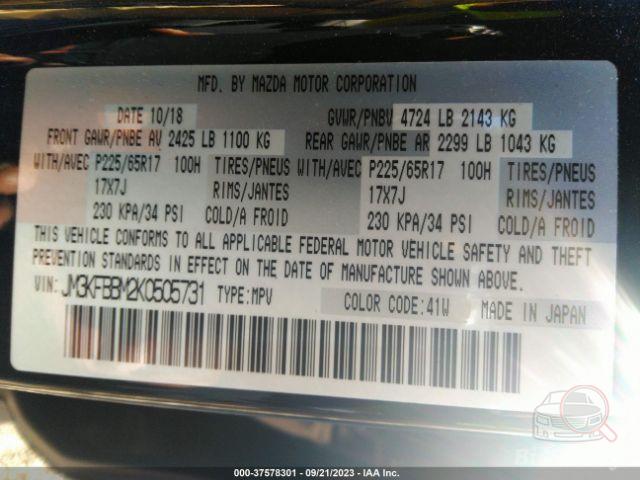 MFD. BY MAZDA MOTOR CORPORATION
DATE 10/18 GVWR/PNBV 4724 LB 2143 KG
FRONT GAWR/PNBE AV 2425 LB 1100 KG REAR GAWR/PNBE AR 2299 LB 1043 KG
WITH/AVEC P225/65R17 100H TIRES/PNEUS WITH/AVEC P225/65R17 100H TIRES/PNEUS
17X7J RIMS/JANTES 17X7J RIMS/JANTES
230 KPA/34 PSI COLD/A FROID 230 KPA/34 PSI COLD/A FROID
THIS VEHICLE CONFORMS TO ALL APPLICABLE FEDERAL MOTOR VEHICLE SAFETY AND THEFT
PREVENTION STANDARDS IN EFFECT ON THE DATE OF MANUFACTURE SHOWN ABOVE.
VIN: JM3KFBBM2K0505731 TYPE:MPV COLOR CODE:41W MADE IN JAPAN
000-37578301 - 09/21/2023 - IAA Inc.